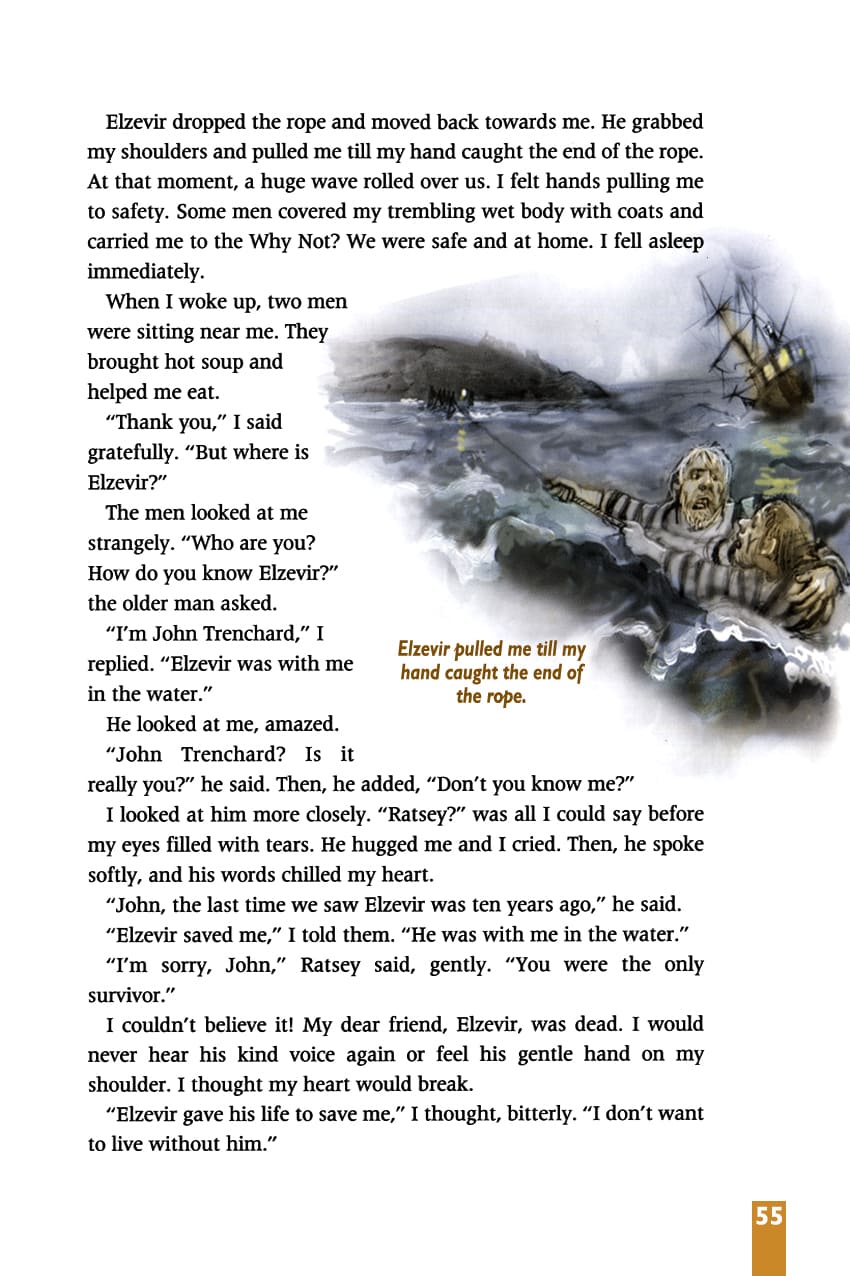 Elzevir dropped the rope and moved back towards me. He grabbed
my shoulders and pulled me till my hand caught the end of the rope.
At that moment, a huge wave rolled over us. I felt hands pulling me
to safety. Some men covered my trembling wet body with coats and
carried me to the Why Not? We were safe and at home. I fell asleep
immediately.
When I woke up, two men
were sitting near me. They
brought hot soup and
helped me eat.
“Thank you,” I said
gratefully. “But where is
Elzevir?”
The men looked at me
strangely. “Who are you?
How do you know Elzevir?”
the older man asked.
“I’m John Trenchard,” I
replied. “Elzevir was with me
in the water.”
He looked at me, amazed.
“John Trenchard? Is it
really you?” he said. Then, he added, “Don’t you know me?”
I looked at him more closely. “Ratsey?” was all I could say before
my eyes filled with tears. He hugged me and I cried. Then, he spoke
softly, and his words chilled my heart.
“John, the last time we saw Elzevir was ten years ago,” he said.
“Elzevir saved me,” I told them. “He was with me in the water.”
“I’m sorry, John,” Ratsey said, gently. “You were the only
survivor.”
I couldn’t believe it! My dear friend, Elzevir, was dead. I would
never hear his kind voice again or feel his gentle hand on my
shoulder. I thought my heart would break.
“Elzevir gave his life to save me,” I thought, bitterly. “I don’t want
to live without him.”
Elzevir pulled me till my
hand caught the end of
the rope.
55